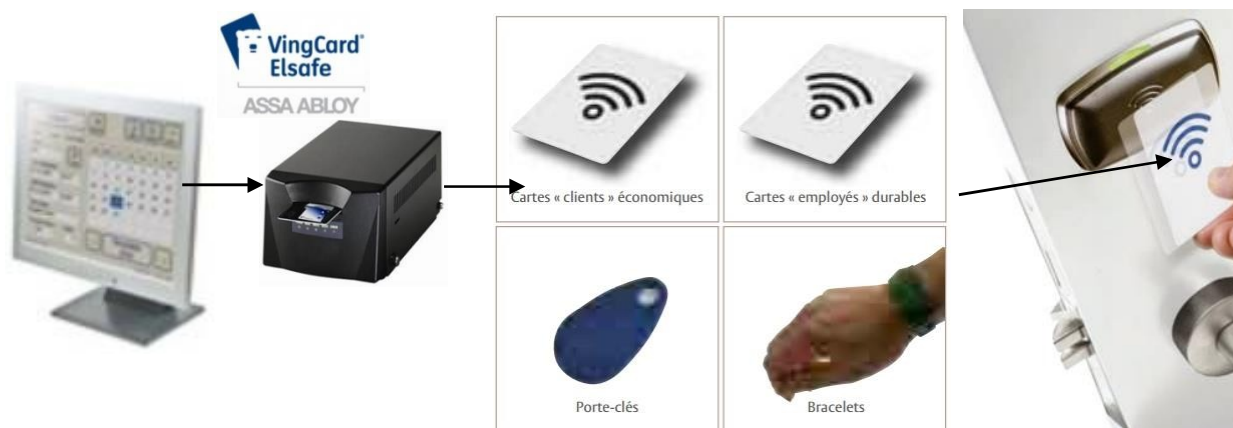 VingCard®
Elsafe
ASSA ABLOY
Cartes « clients » économiques
Cartes « employés » durables
Porte-clés
Bracelets